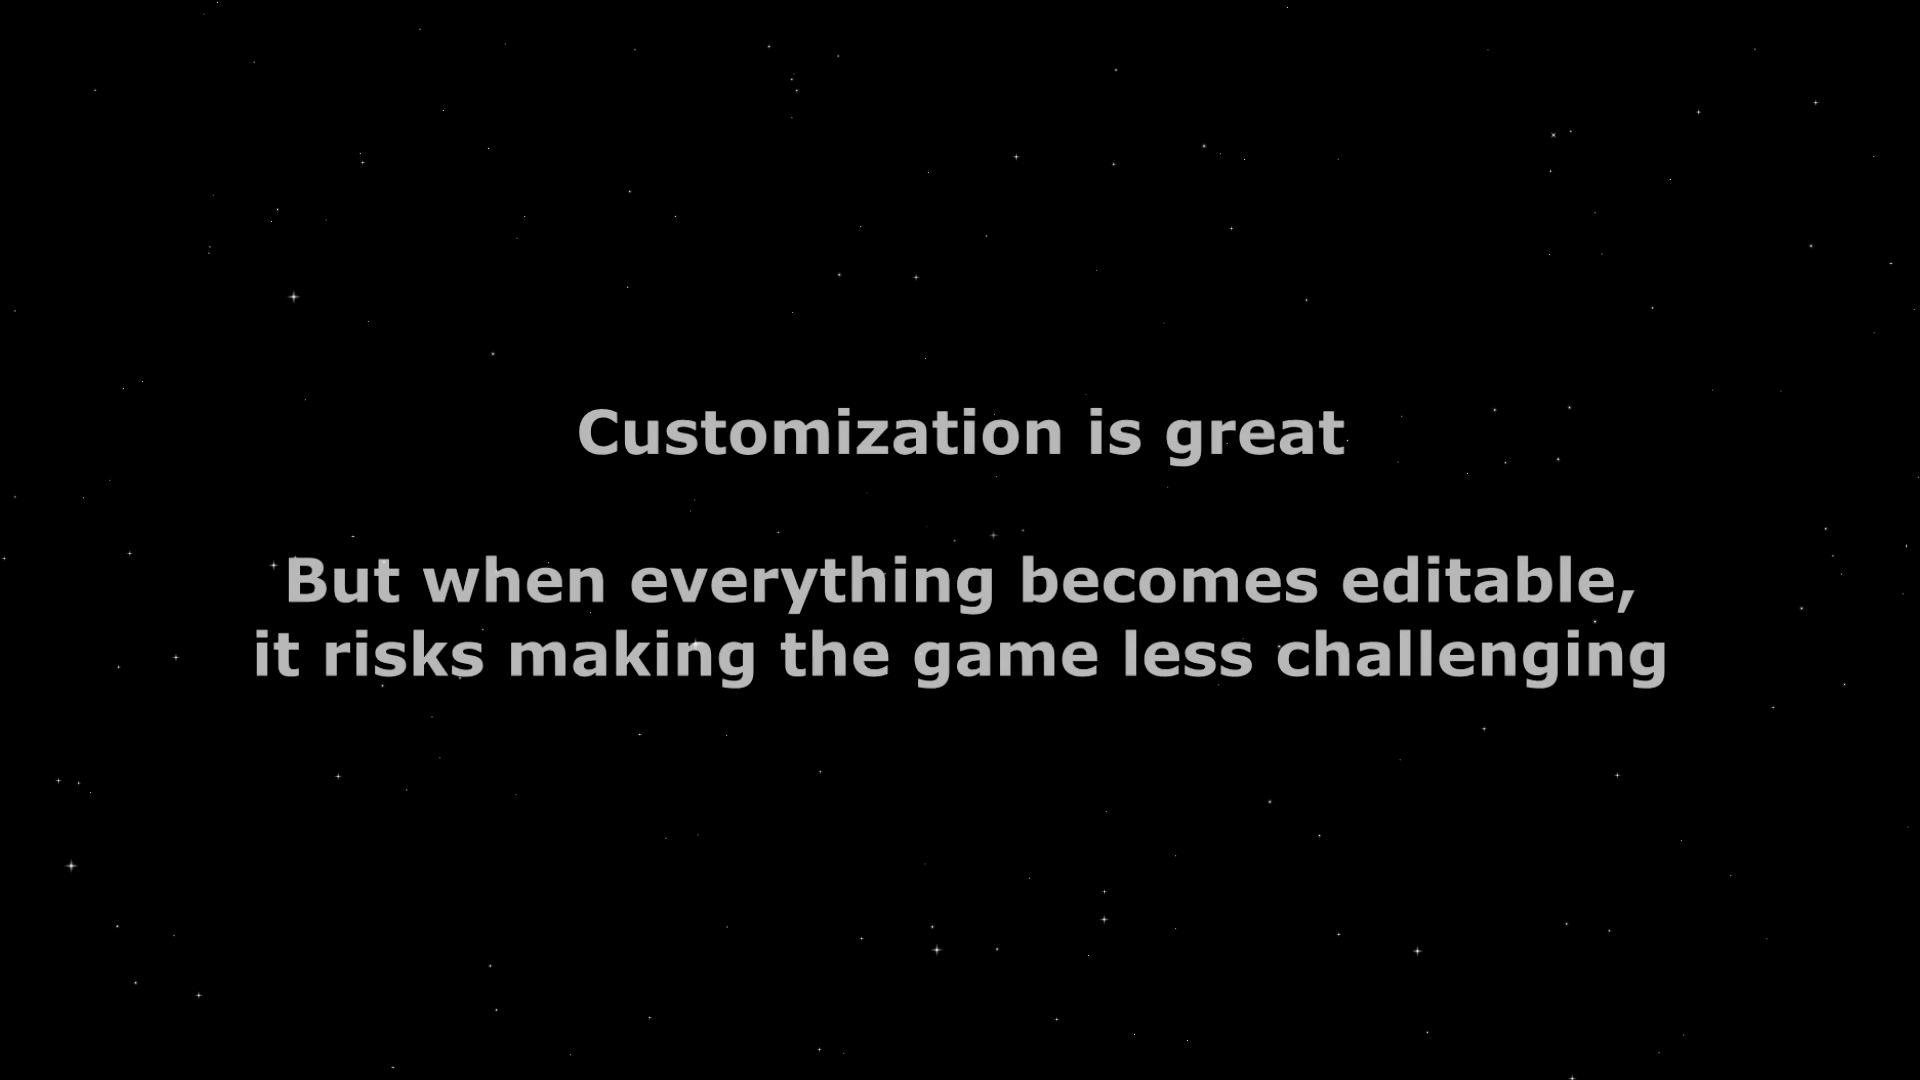 Customization is great
But when everything becomes editable,
it risks making the game less challenging